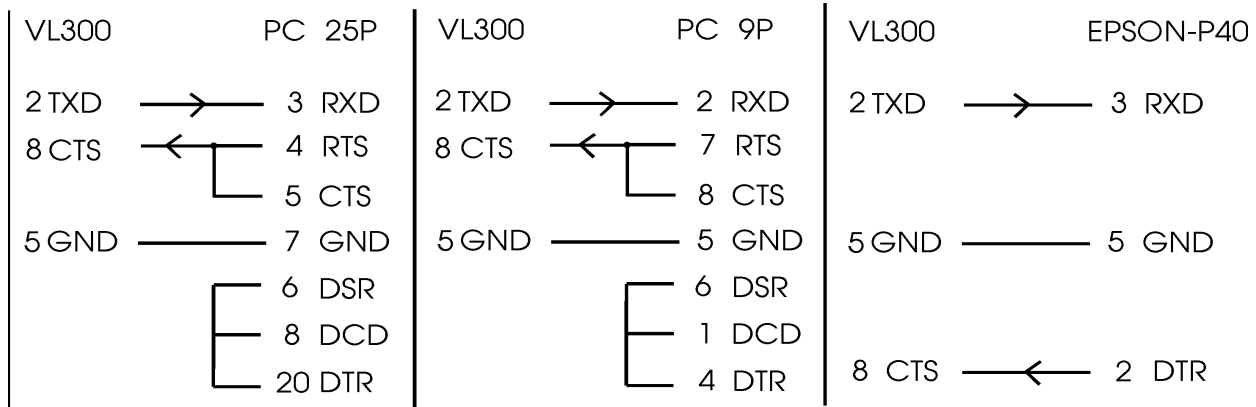 VL300 PC 25P
2 TXD 3 RXD
8 CTS 4 RTS
5 CTS
5 GND 7 GND
6 DSR
8 DCD
20 DTR
VL300 PC 9P
2 TXD 2 RXD
8 CTS 7 RTS
8 CTS
5 GND 5 GND
6 DSR
1 DCD
4 DTR
VL300 EPSON-P40
2 TXD 3 RXD
5 GND 5 GND
8 CTS 2 DTR